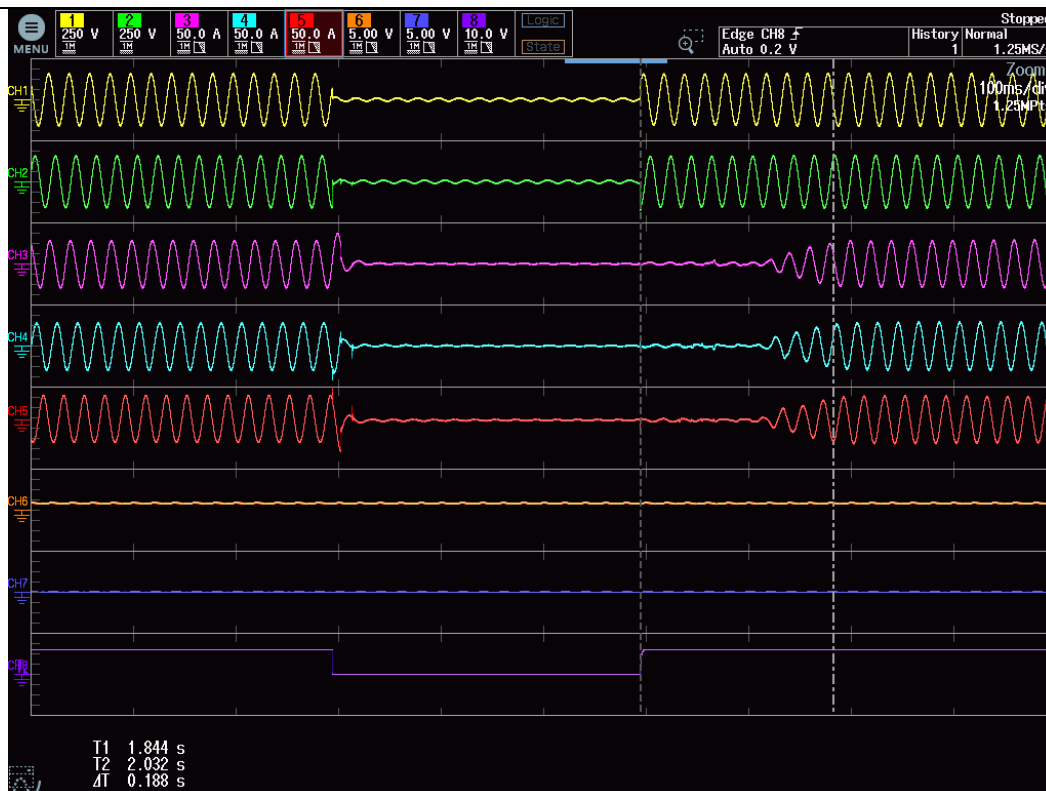 MENU
1 2 3 4 5 6 7 8 Logic
250 V 250 V 50.0 A 50.0 A 50.0 A 5.00 V 5.00 V 10.0 V
1M 1M 1M 1M 1M 1M 1M 1M State
Edge CH8
Auto 0.2 V
History
1
Stopped
Normal
1.25MS/
Zoom
100ms/div
1.25MPt
CH1
CH2
CH3
CH4
CH5
CH6
CH7
T1 1.844 s
T2 2.032 s
ΔT 0.188 s